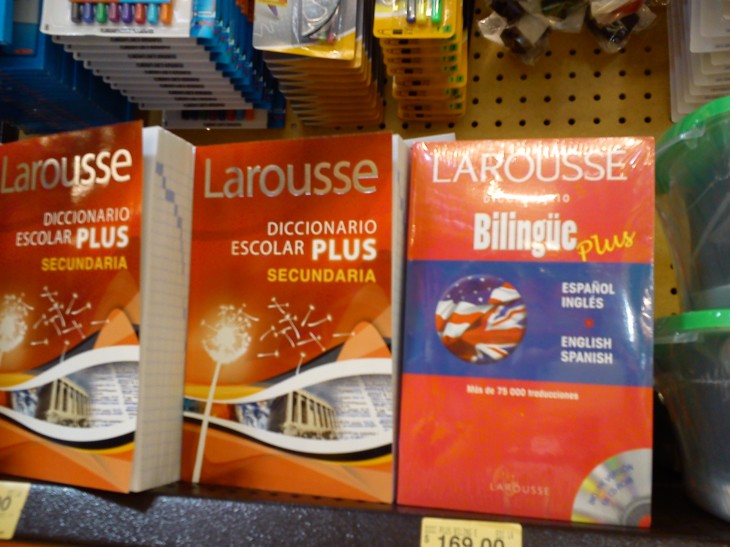 Larousse
DICCIONARIO
ESCOLAR PLUS
SECUNDARIA
Larousse
DICCIONARIO
ESCOLAR PLUS
SECUNDARIA
LAROUSSE
Bilingüe
plus
ESPAÑOL
INGLÉS
ENGLISH
SPANISH
Más de 75 000 traducciones
LAROUSSE
169.00